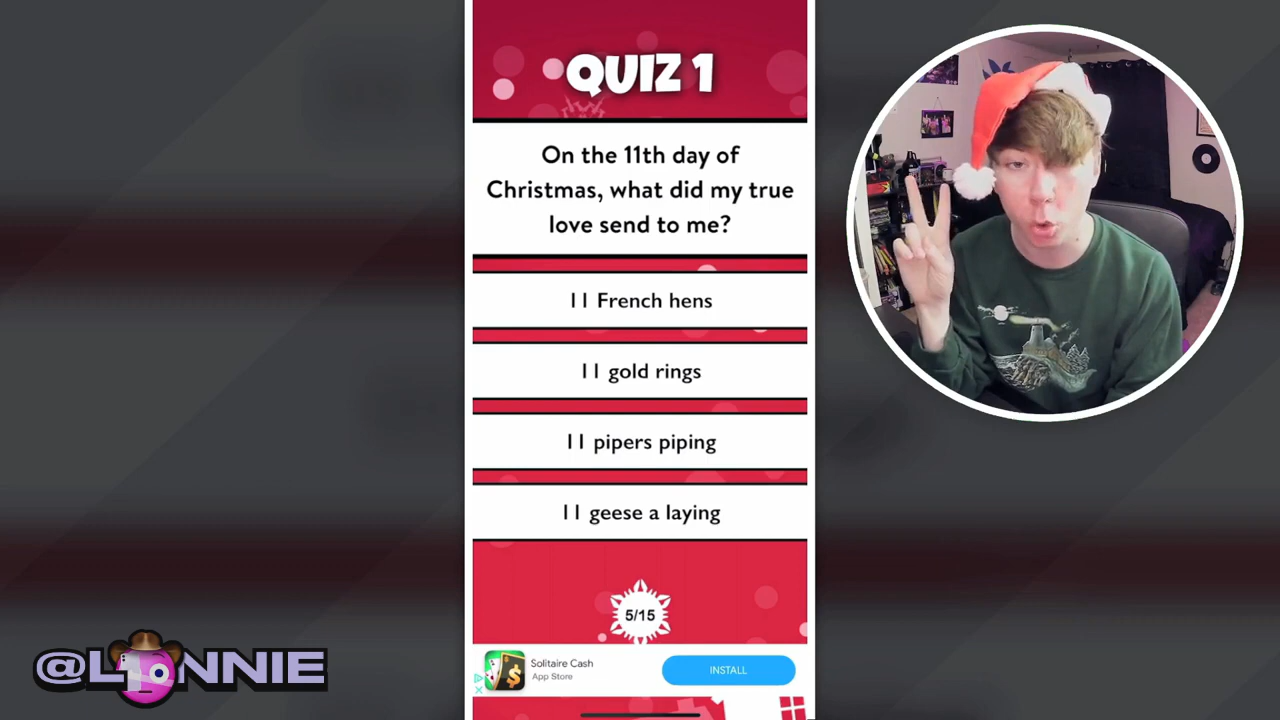 QUIZ 1
On the 11th day of
Christmas, what did my true
love send to me?
11 French hens
11 gold rings
11 pipers piping
11 geese a laying
5/15
Solitaire Cash
App Store
INSTALL
@L1ONNIE